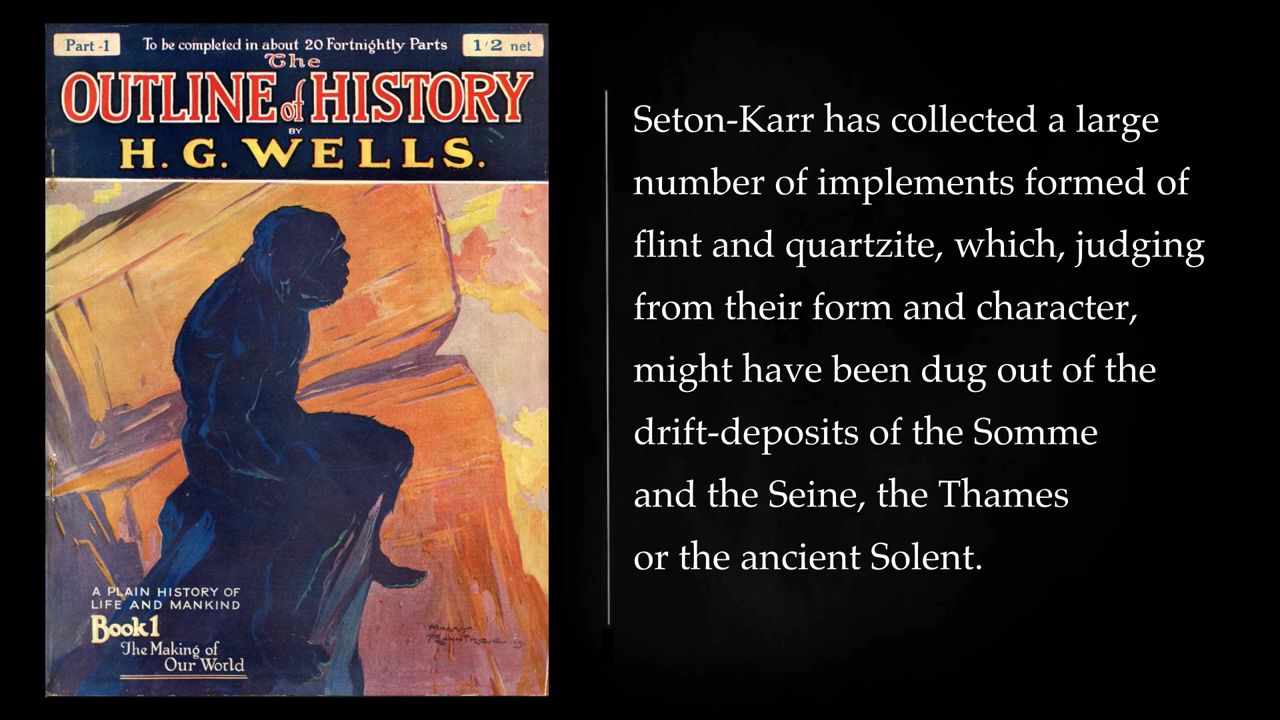 Part-1
To be completed in about 20 Fortnightly Parts
1/2 net
The
OUTLINE of HISTORY
BY
H. G. WELLS.
A PLAIN HISTORY OF
LIFE AND MANKIND
Book 1
The Making of
Our World
Seton-Karr has collected a large
number of implements formed of
flint and quartzite, which, judging
from their form and character,
might have been dug out of the
drift-deposits of the Somme
and the Seine, the Thames
or the ancient Solent.